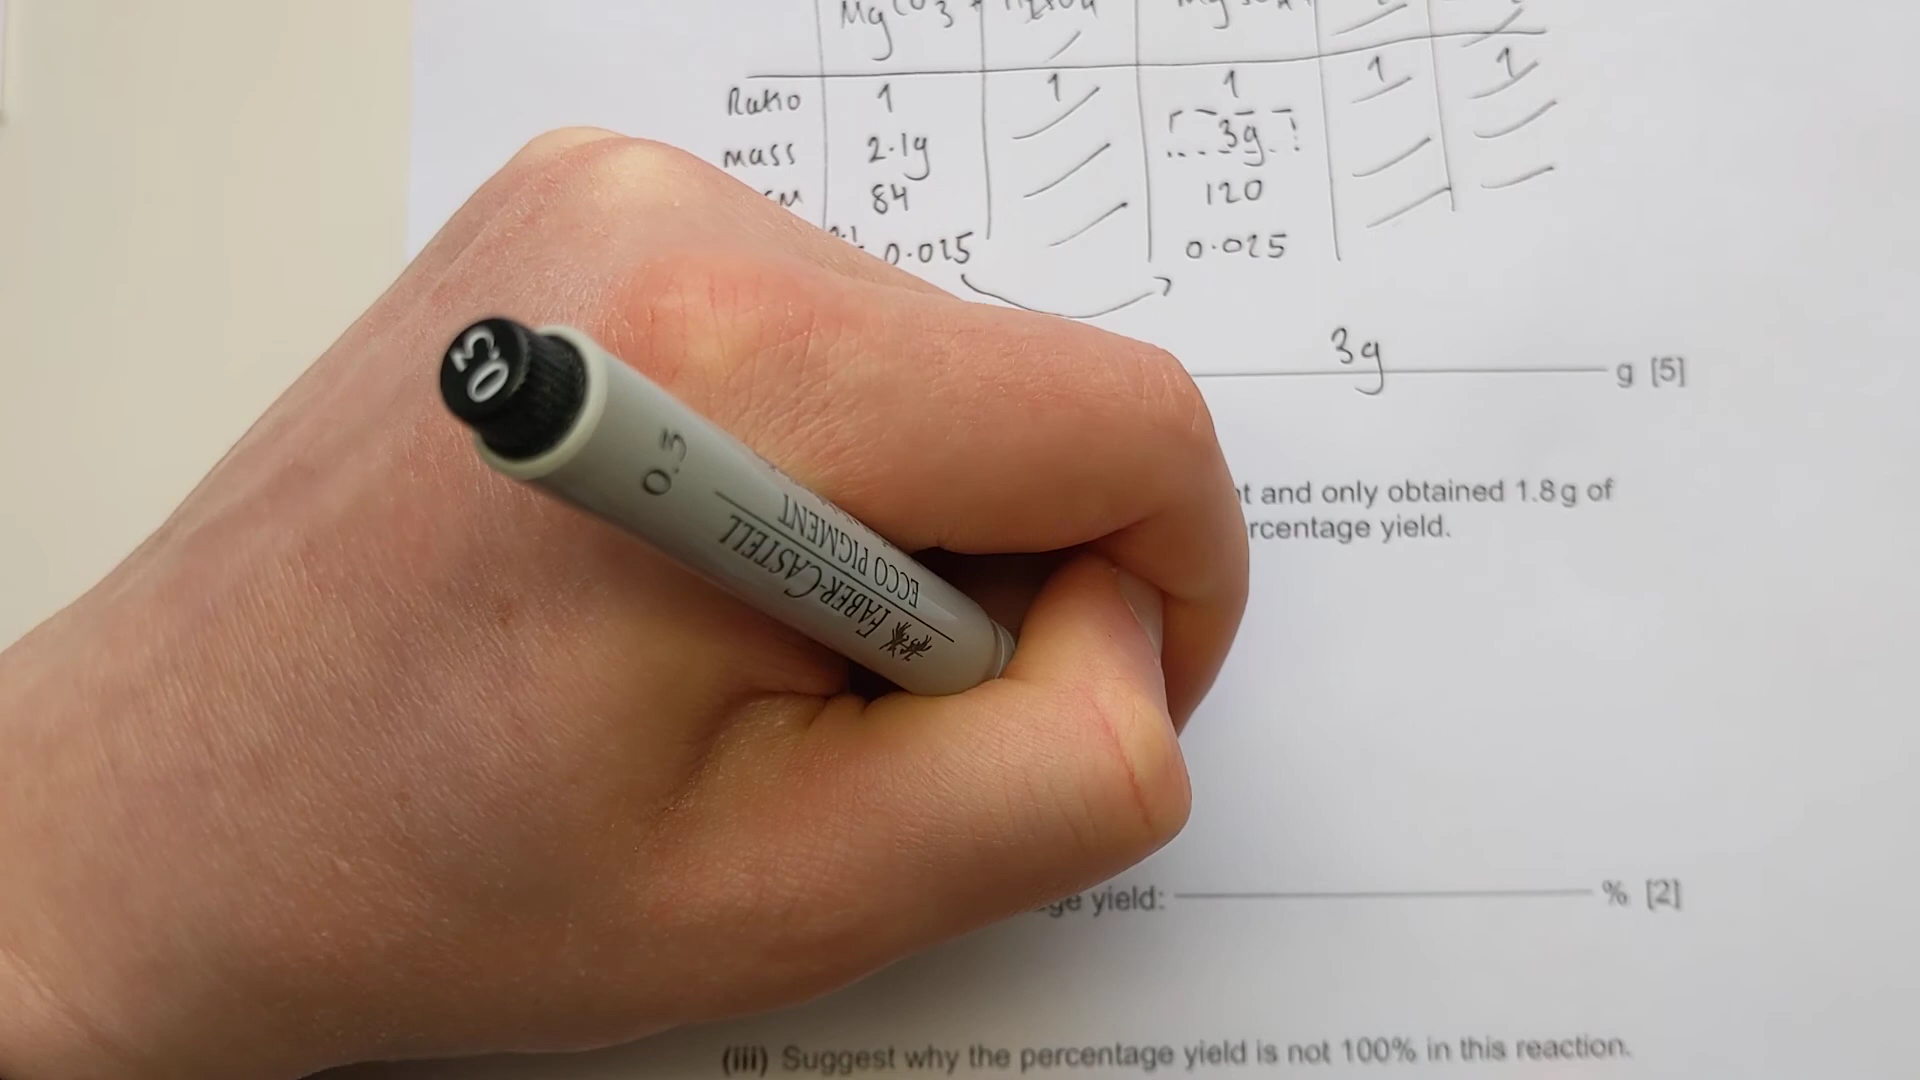 MgCO3 + H2SO4
Ratio 1 1 1 1 1
mass 2.1g 3g
84 120
0.025 0.025
3g
g [5]
and only obtained 1.8g of
yield.
yield: % [2]
(iii) Suggest why the percentage yield is not 100% in this reaction.
0.3
0.3
FABER-CASTELL
ECCO PIGMENT